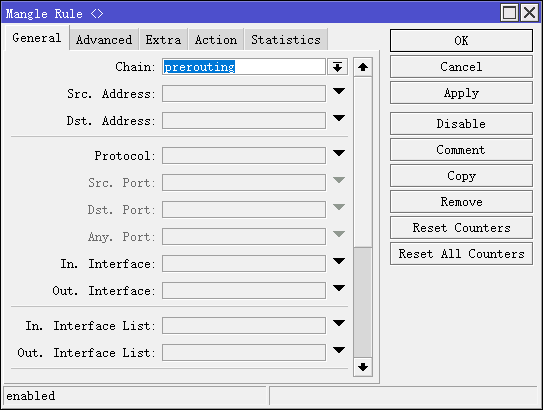 Mangle Rule <>
General Advanced Extra Action Statistics
Chain: prerouting
Src. Address:
Dst. Address:
Protocol:
Src. Port:
Dst. Port:
Any. Port:
In. Interface:
Out. Interface:
In. Interface List:
Out. Interface List:
OK
Cancel
Apply
Disable
Comment
Copy
Remove
Reset Counters
Reset All Counters
enabled